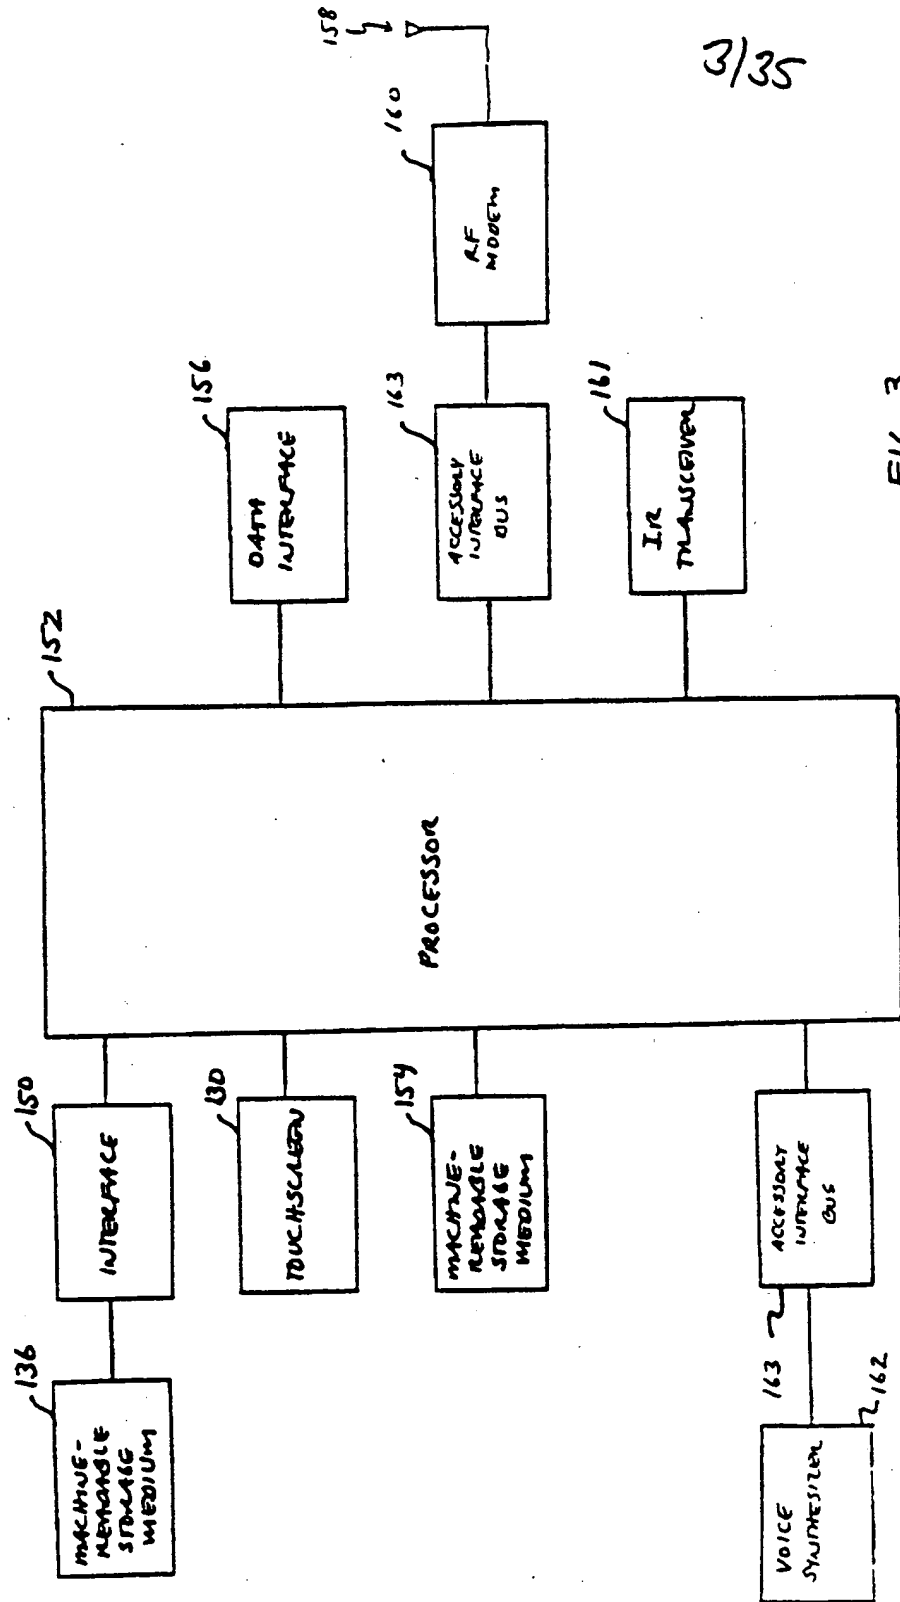 3/35
158
160
RF
MODEM
156
DATA
INTERFACE
163
ACCESSORY
INTERFACE
BUS
161
IR
TRANSCEIVER
152
PROCESSOR
150
INTERFACE
130
TOUCHSCREEN
154
MACHINE-
READABLE
STORAGE
MEDIUM
163
ACCESSORY
INTERFACE
BUS
136
MACHINE-
READABLE
STORAGE
MEDIUM
162
VOICE
SYNTHESIZER